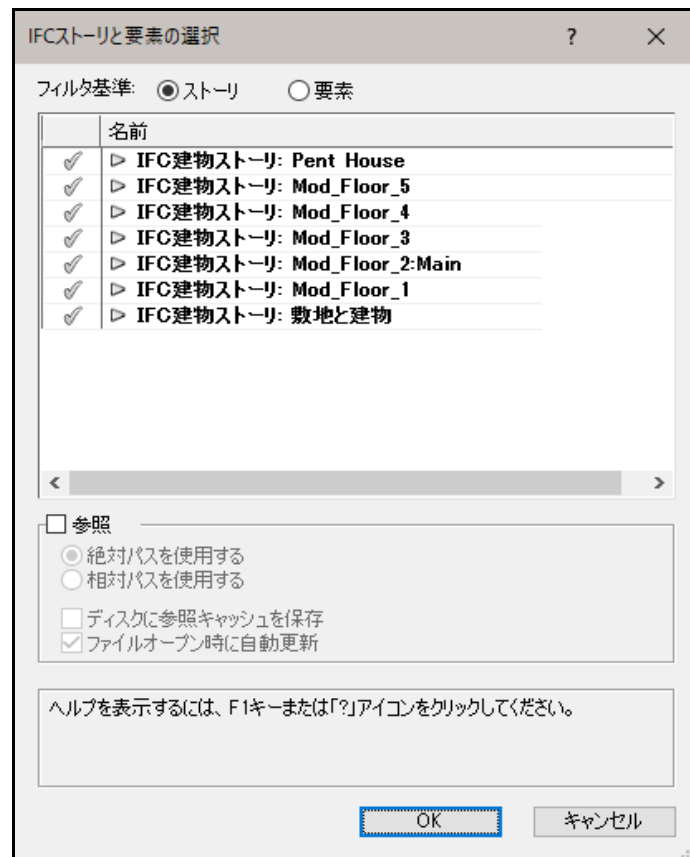 IFCストーリと要素の選択
フィルタ基準: ストーリ 要素
名前
IFC建物ストーリ: Pent House
IFC建物ストーリ: Mod_Floor_5
IFC建物ストーリ: Mod_Floor_4
IFC建物ストーリ: Mod_Floor_3
IFC建物ストーリ: Mod_Floor_2:Main
IFC建物ストーリ: Mod_Floor_1
IFC建物ストーリ: 敷地と建物
参照
絶対パスを使用する
相対パスを使用する
ディスクに参照キャッシュを保存
ファイルオープン時に自動更新
ヘルプを表示するには、F1キーまたは「?」アイコンをクリックしてください。
OK キャンセル